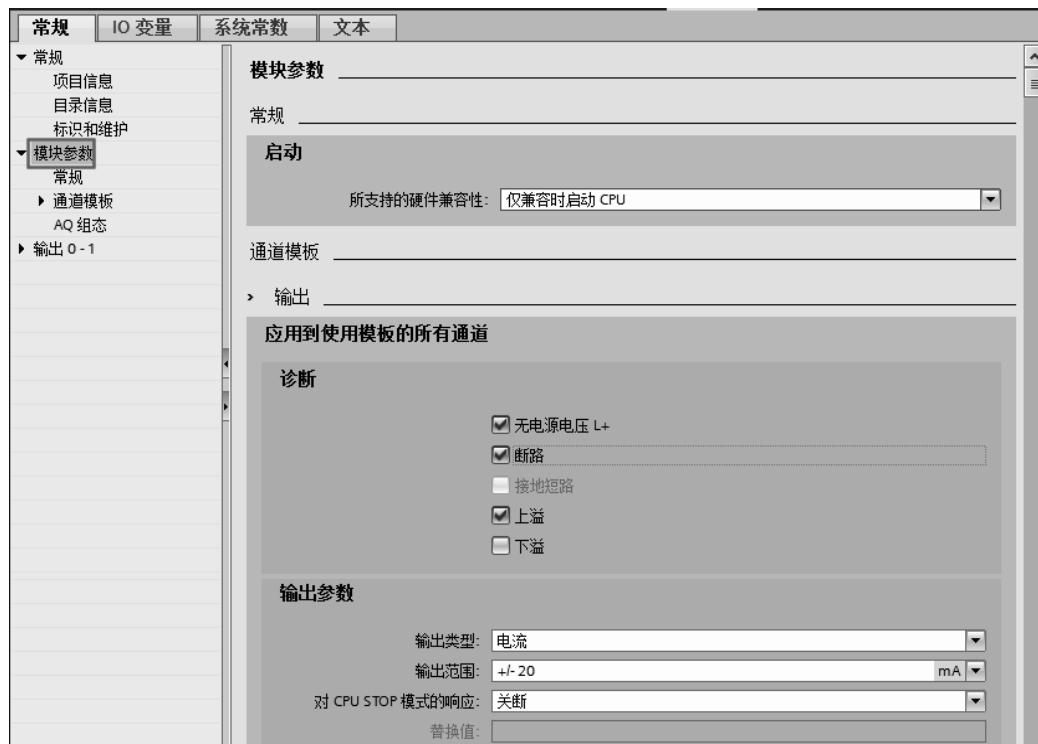 常规 IO 变量 系统常数 文本
常规
项目信息
目录信息
标识和维护
模块参数
常规
通道模板
AQ 组态
输出 0 - 1
模块参数
常规
启动
所支持的硬件兼容性: 仅兼容时启动 CPU
通道模板
输出
应用到使用模板的所有通道
诊断
无电源电压 L+
断路
接地短路
上溢
下溢
输出参数
输出类型: 电流
输出范围: +/- 20 mA
对 CPU STOP 模式的响应: 关断
替换值: